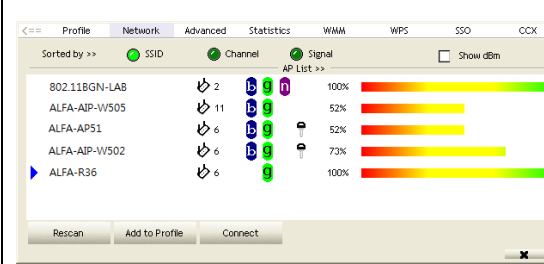 <== Profile Network Advanced Statistics WMM WPS SSO CCX
Sorted by >> SSID Channel Signal Show dBm
AP List >>
802.11BGN-LAB 2 b g n 100%
ALFA-AIP-W505 11 b g 52%
ALFA-AP51 6 b g 52%
ALFA-AIP-W502 6 b g 73%
ALFA-R36 6 g 100%
Rescan Add to Profile Connect